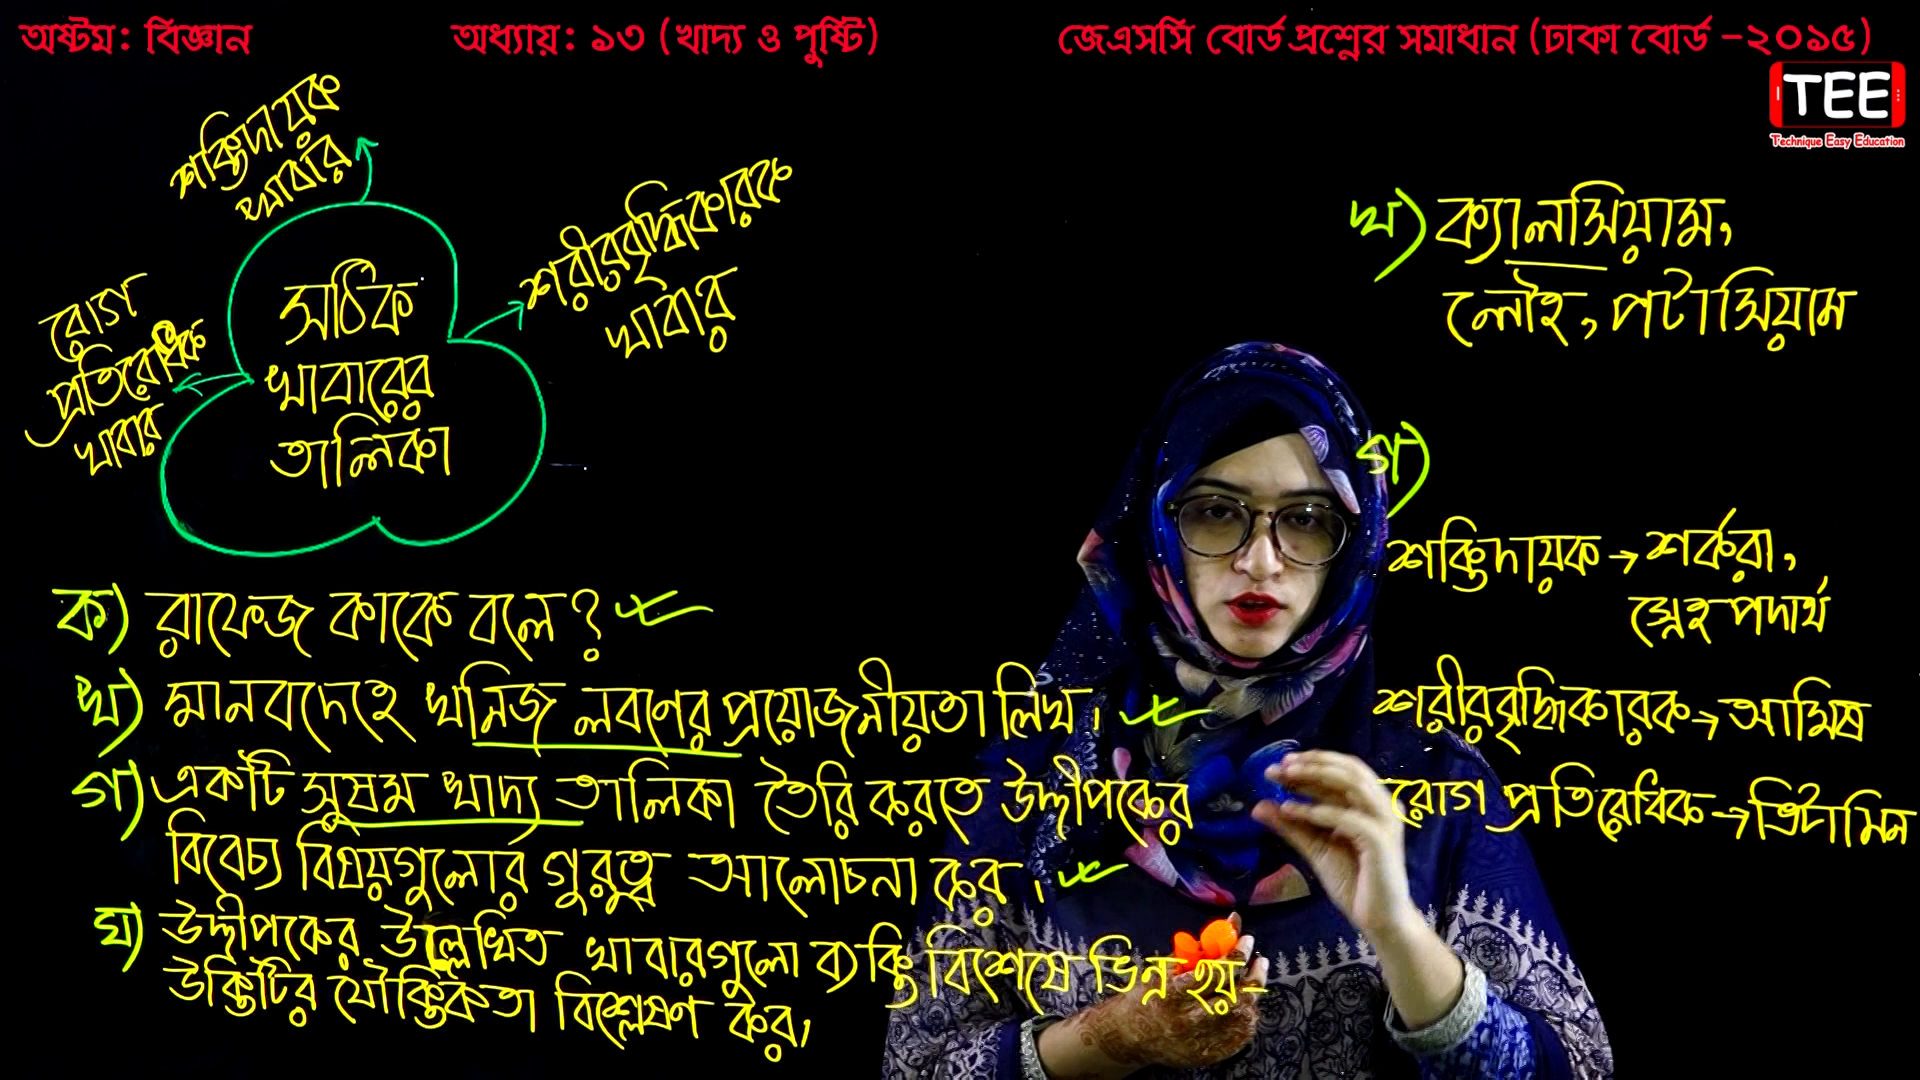 অষ্টম: বিজ্ঞান
অধ্যায়: ১৩ (খাদ্য ও পুষ্টি)
জেএসসি বোর্ড প্রশ্নের সমাধান (ঢাকা বোর্ড -২০১৫)
TEE
Technique Easy Education
শক্তিদায়ক
খাবার
শরীরবৃদ্ধিকারক
খাবার
রোগ
প্রতিরোধক
খাবার
সঠিক
খাবারের
তালিকা
খ) ক্যালসিয়াম,
লৌহ, পটাসিয়াম
গ)
শক্তিদায়ক → শর্করা,
স্নেহ পদার্থ
শরীরবৃদ্ধিকারক → আমিষ
রোগ প্রতিরোধক → ভিটামিন
ক) রাফেজ কাকে বলে?
খ) মানবদেহে খনিজ লবণের প্রয়োজনীয়তা লিখ।
গ) একটি সুষম খাদ্য তালিকা তৈরি করতে উদ্দীপকের
বিবেচ্য বিষয়গুলোর গুরুত্ব আলোচনা কর।
ঘ) উদ্দীপকের উল্লেখিত খাবারগুলো ব্যক্তি বিশেষে ভিন্ন হয়-
উক্তিটির যৌক্তিকতা বিশ্লেষণ কর।